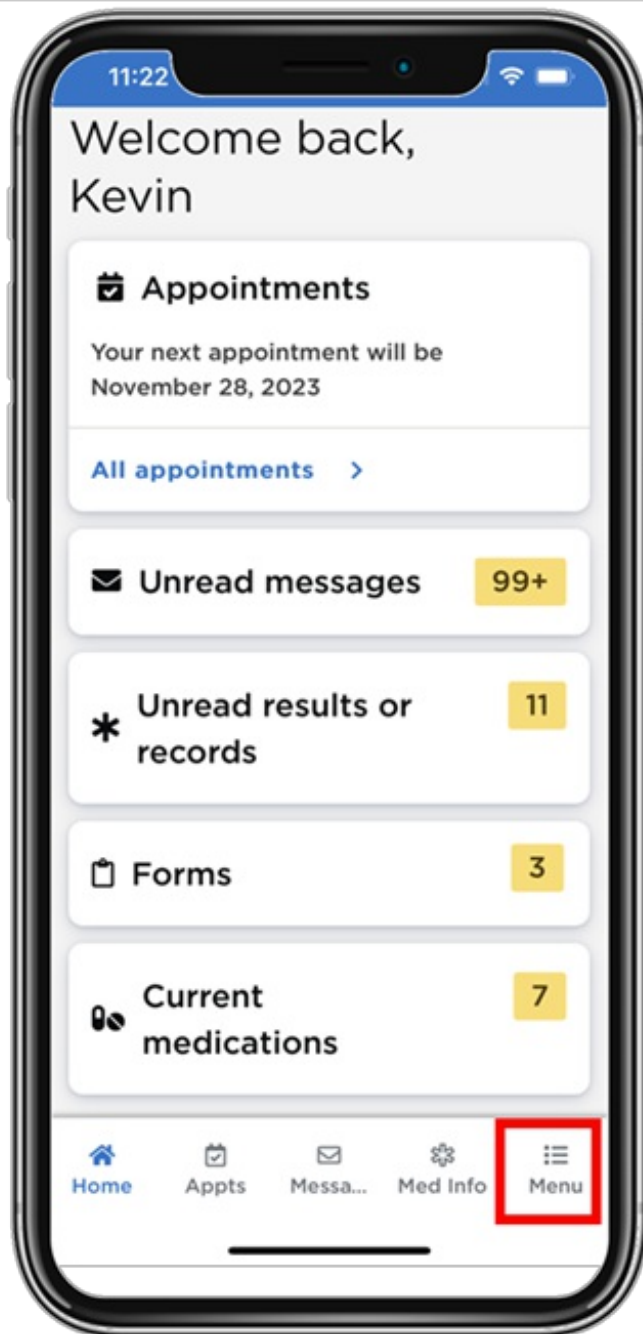 11:22
Welcome back,
Kevin
Appointments
Your next appointment will be
November 28, 2023
All appointments
Unread messages 99+
Unread results or 11
records
Forms 3
Current 7
medications
Home Appts Messa... Med Info Menu